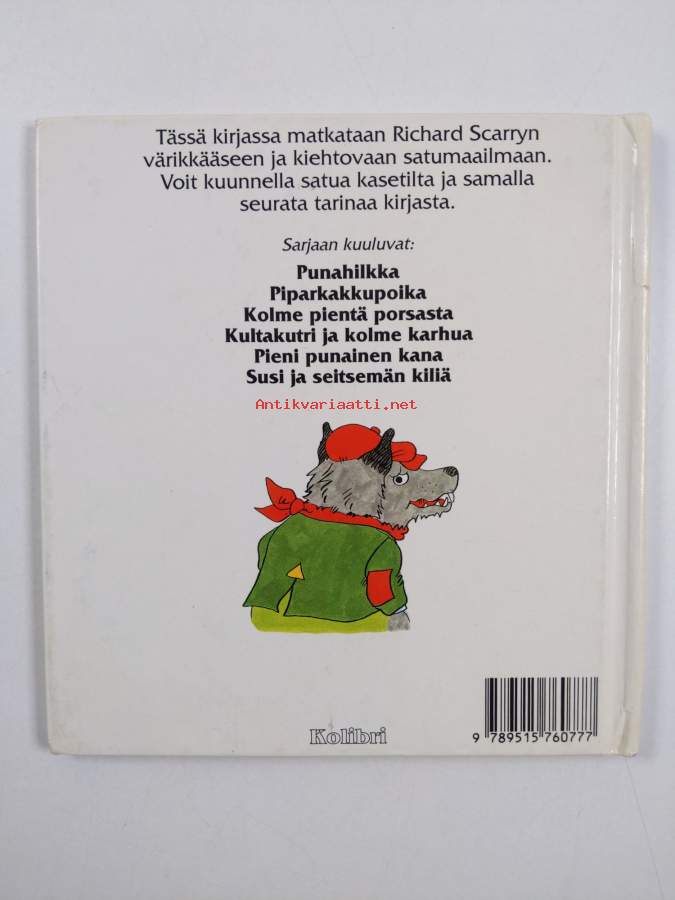 Tässä kirjassa matkataan Richard Scarryn
värikkääseen ja kiehtovaan satumaailmaan.
Voit kuunnella satua kasetilta ja samalla
seurata tarinaa kirjasta.
Sarjaan kuuluvat:
Punahilkka
Piparkakkupoika
Kolme pientä porsasta
Kultakutri ja kolme karhua
Pieni punainen kana
Susi ja seitsemän kiliä
Antikvariaatti.net
Kolibri
9 789515 760777